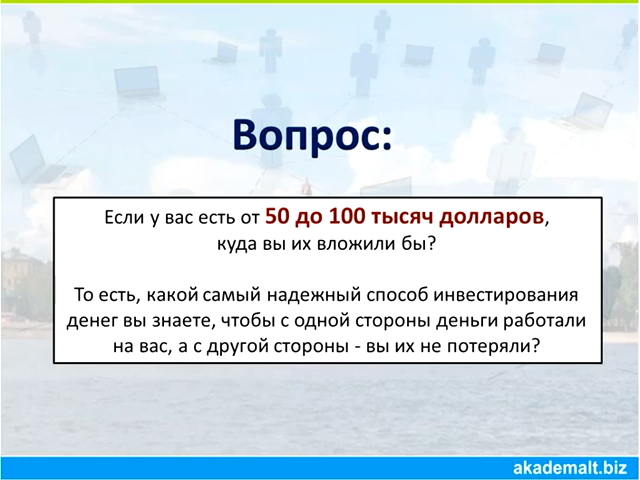 Вопрос:
Если у вас есть от 50 до 100 тысяч долларов,
куда вы их вложили бы?
То есть, какой самый надежный способ инвестирования
денег вы знаете, чтобы с одной стороны деньги работали
на вас, а с другой стороны - вы их не потеряли?
akademalt.biz